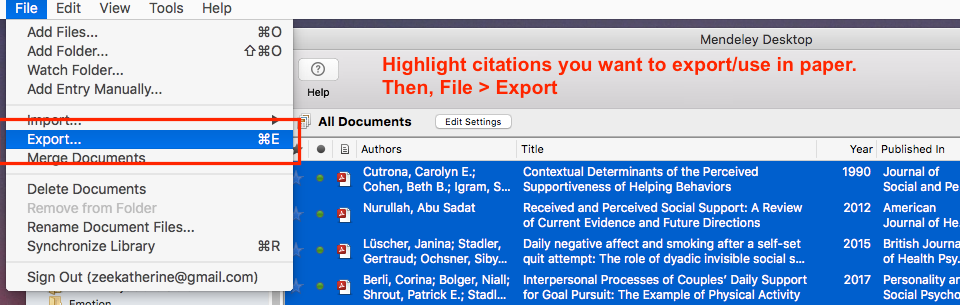 File Edit View Tools Help
Add Files... ⌘O
Add Folder... ⇧⌘O
Watch Folder...
Add Entry Manually...
Import...
Export... ⌘E
Merge Documents
Delete Documents
Remove from Folder
Rename Document Files...
Synchronize Library ⌘R
Sign Out (zeekatherine@gmail.com)
Emotion
Mendeley Desktop
?
Help
Highlight citations you want to export/use in paper.
Then, File > Export
All Documents Edit Settings
Authors Title Year Published In
Cutrona, Carolyn E.; Contextual Determinants of the Perceived 1990 Journal of
Cohen, Beth B.; Igram, S... Supportiveness of Helping Behaviors Social and Pe
Nurullah, Abu Sadat Received and Perceived Social Support: A Review 2012 American
of Current Evidence and Future Directions Journal of He
Lüscher, Janina; Stadler, Daily negative affect and smoking after a self-set 2015 British Journa
Gertraud; Ochsner, Siby... quit attempt: The role of dyadic invisible social s... of Health Psy
Berli, Corina; Bolger, Niall; Interpersonal Processes of Couples' Daily Support 2017 Personality a
Shrout, Patrick E.; Stadl... for Goal Pursuit: The Example of Physical Activity Social Psycho